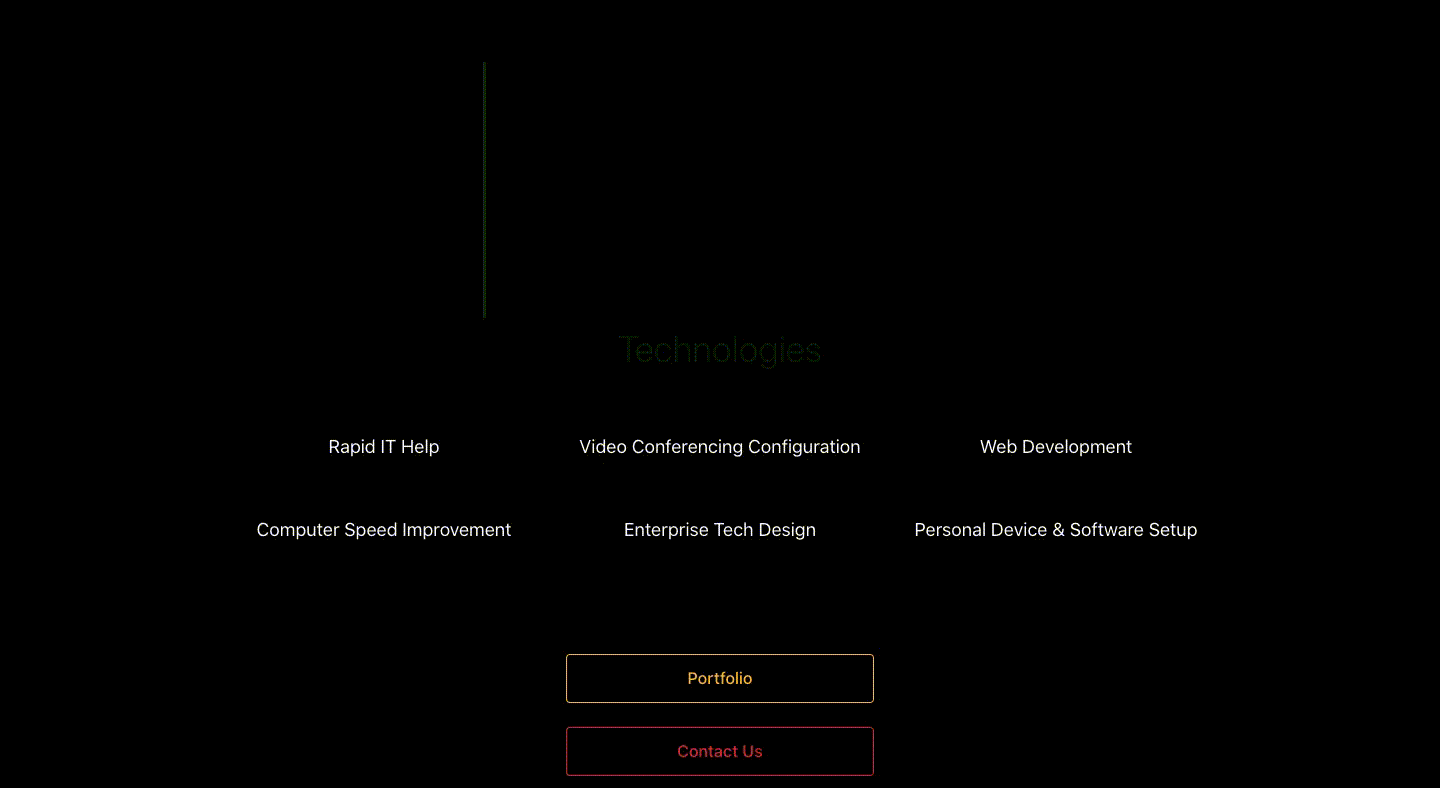 Technologies
Rapid IT Help
Video Conferencing Configuration
Web Development
Computer Speed Improvement
Enterprise Tech Design
Personal Device & Software Setup
Portfolio
Contact Us